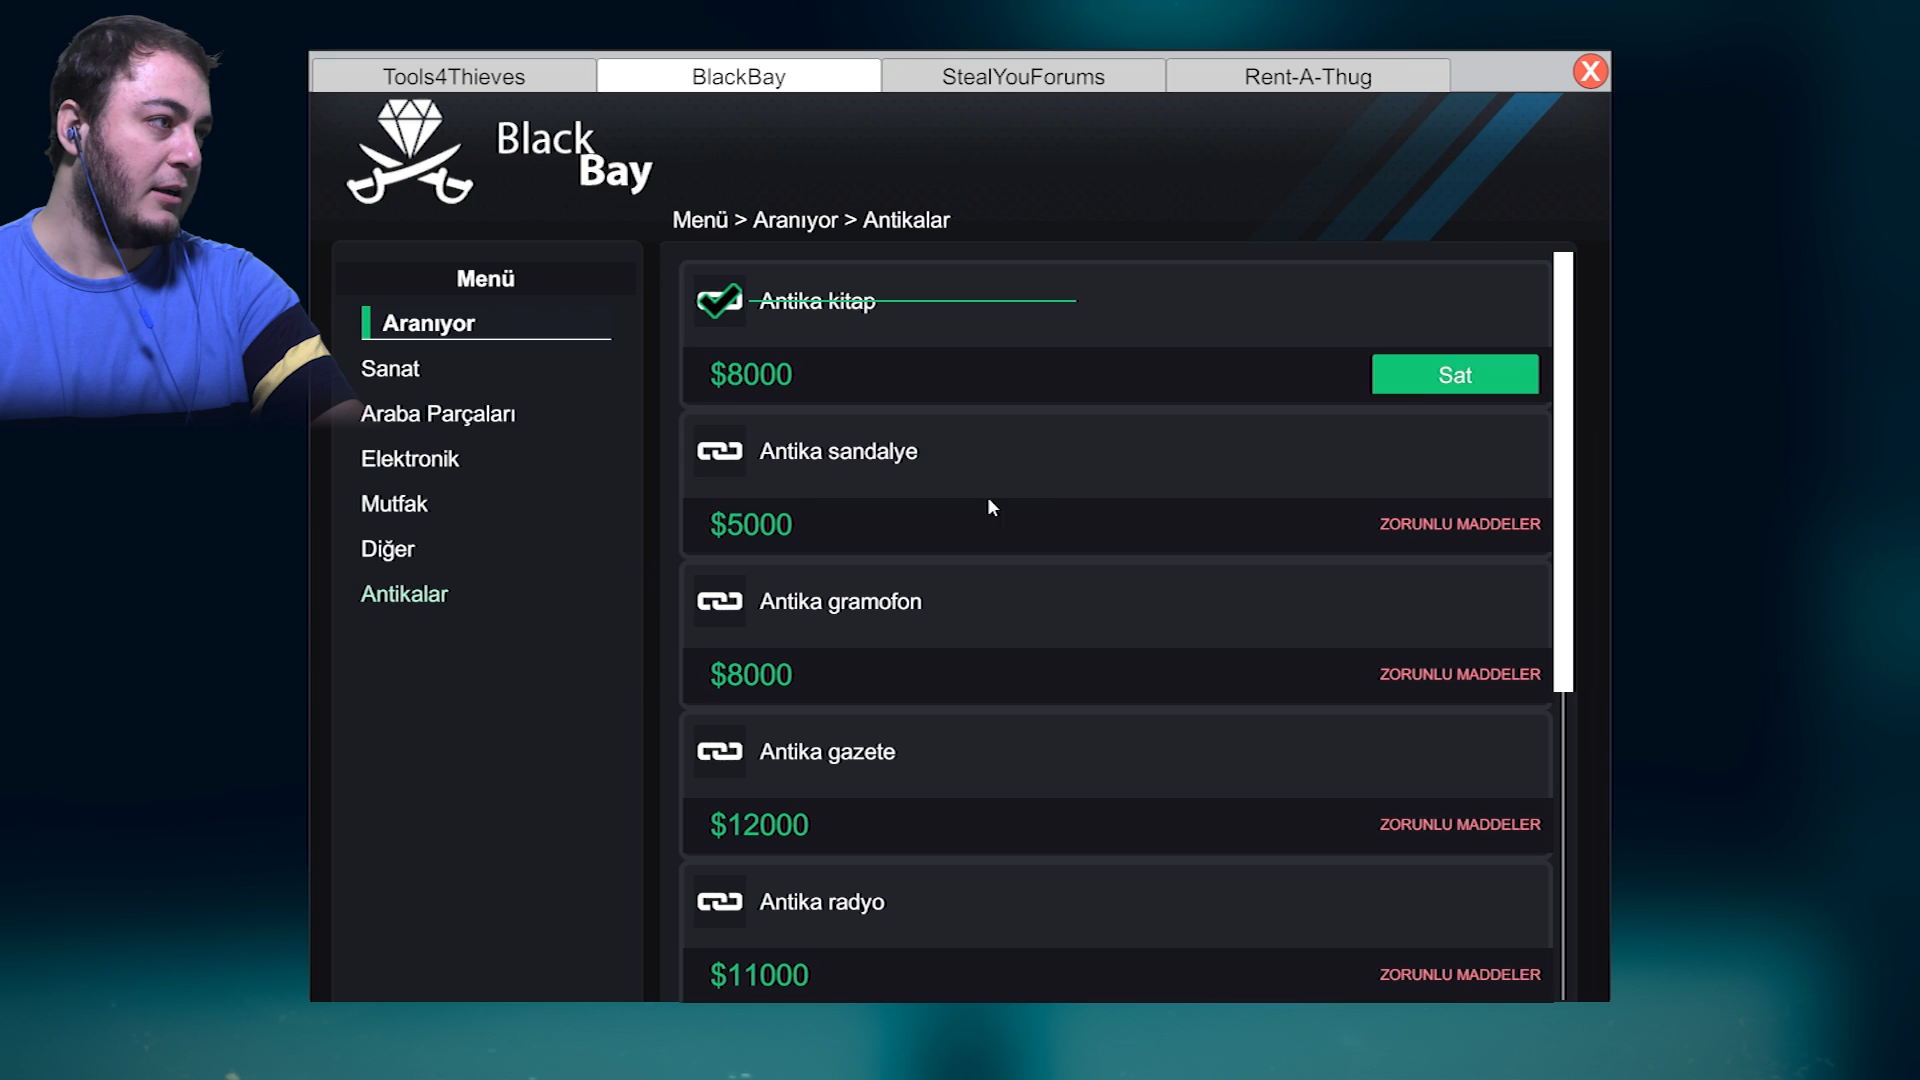 Tools4Thieves
BlackBay
StealYouForums
Rent-A-Thug
X
Black
Bay
Menü > Aranıyor > Antikalar
Menü
Aranıyor
Sanat
Araba Parçaları
Elektronik
Mutfak
Diğer
Antikalar
Antika kitap
$8000
Sat
Antika sandalye
$5000
ZORUNLU MADDELER
Antika gramofon
$8000
ZORUNLU MADDELER
Antika gazete
$12000
ZORUNLU MADDELER
Antika radyo
$11000
ZORUNLU MADDELER